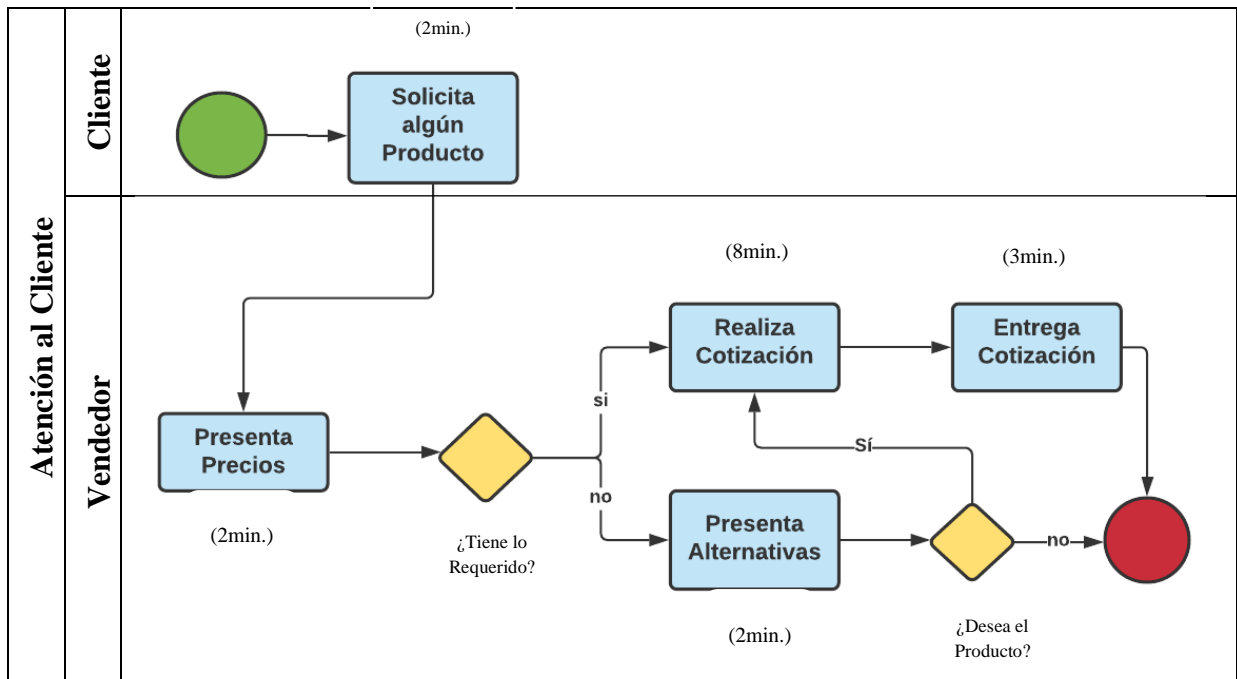 Atención al Cliente
Cliente
(2min.)
Solicita
algún
Producto
Vendedor
Presenta
Precios
(2min.)
¿Tiene lo
Requerido?
si
no
(8min.)
Realiza
Cotización
(3min.)
Entrega
Cotización
Sí
Presenta
Alternativas
(2min.)
¿Desea el
Producto?
no